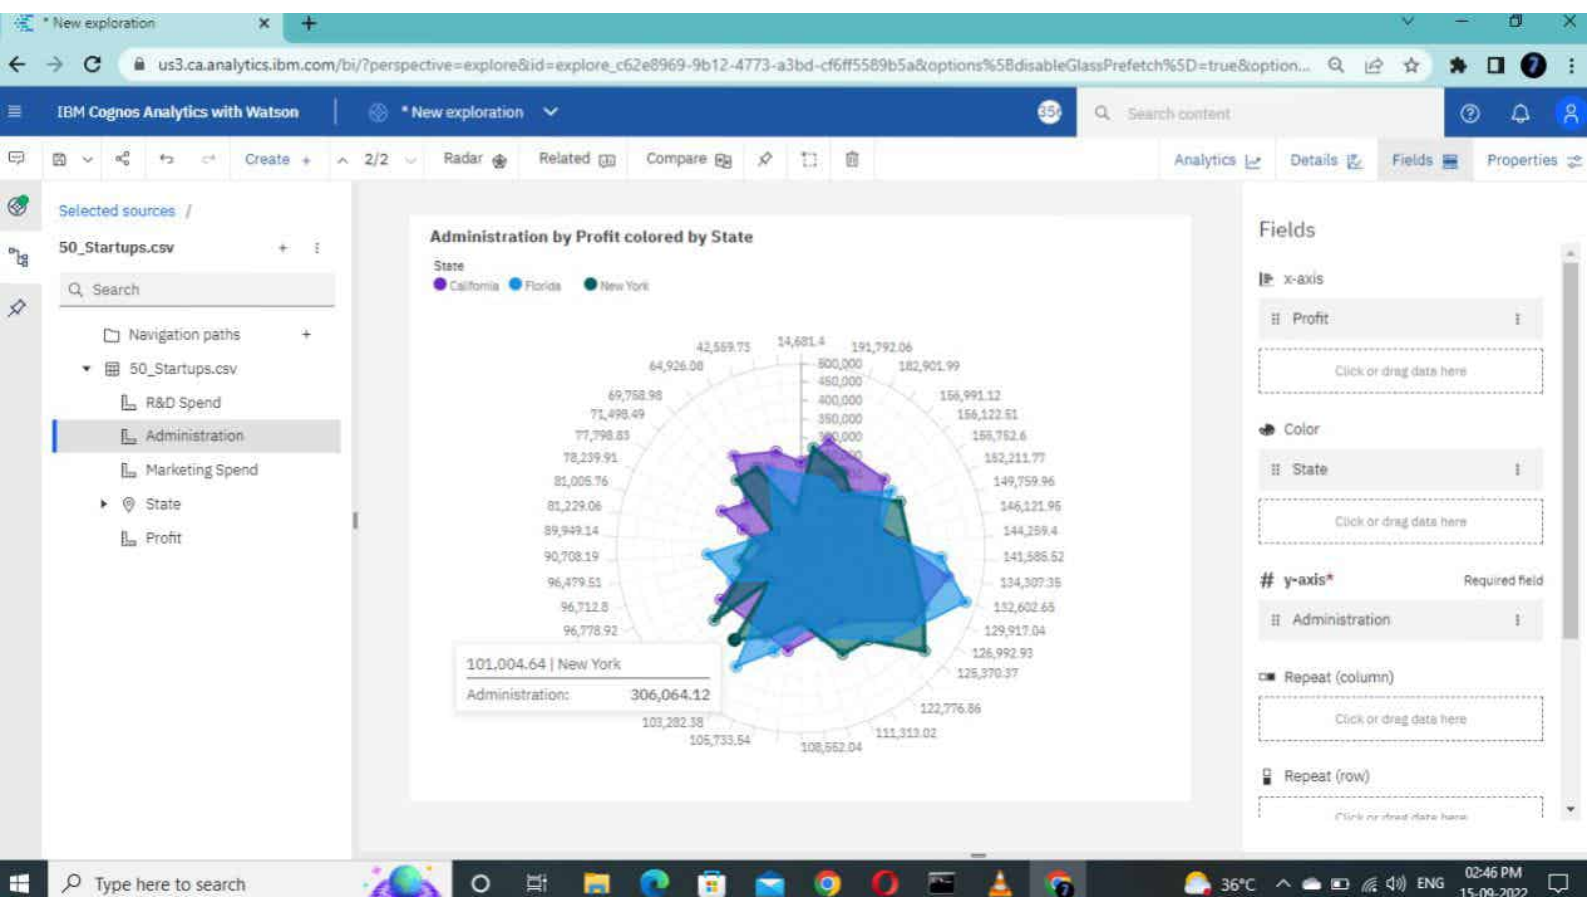 * New exploration
us3.ca.analytics.ibm.com/bi/?perspective=explore&id=explore_c62e8969-9b12-4773-a3bd-cf6ff5589b5a&options%5BdisableGlassPrefetch%5D=true&option...
IBM Cognos Analytics with Watson
* New exploration
Search content
Create +
2/2
Radar
Related
Compare
Analytics
Details
Fields
Properties
Selected sources /
50_Startups.csv
Search
Navigation paths
50_Startups.csv
R&D Spend
Administration
Marketing Spend
State
Profit
Administration by Profit colored by State
State
California
Florida
New York
14,681.4
191,792.06
182,901.99
156,991.12
156,122.51
155,752.6
152,211.77
149,759.96
146,121.95
144,259.4
141,585.52
134,307.35
132,602.65
129,917.04
126,992.93
125,370.37
122,776.86
111,313.02
108,552.04
105,733.54
103,282.38
96,778.92
96,712.8
96,479.51
90,708.19
89,949.14
81,229.06
81,005.76
78,239.91
77,798.83
71,498.49
69,758.98
64,926.08
42,559.73
500,000
450,000
400,000
350,000
101,004.64 | New York
Administration: 306,064.12
Fields
x-axis
Profit
Click or drag data here
Color
State
Click or drag data here
# y-axis*
Required field
Administration
Repeat (column)
Click or drag data here
Repeat (row)
Click or drag data here
Type here to search
36°C
ENG
02:46 PM
15-09-2022